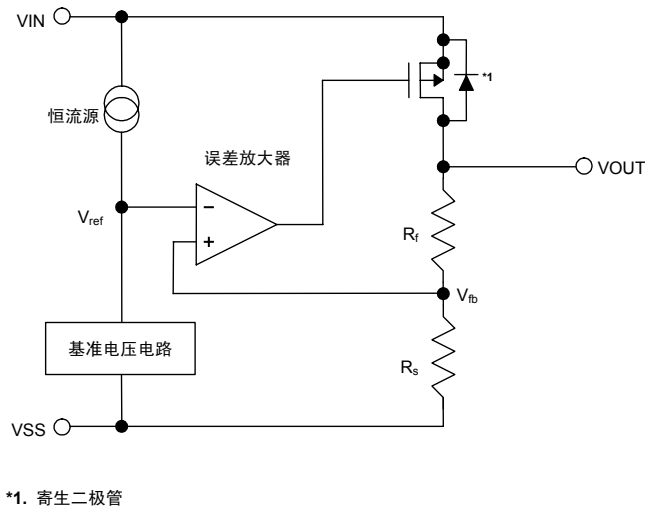 VIN
*1
恒流源
误差放大器
VOUT
Vref
−
+
Rf
Vfb
基准电压电路
Rs
VSS
*1. 寄生二极管